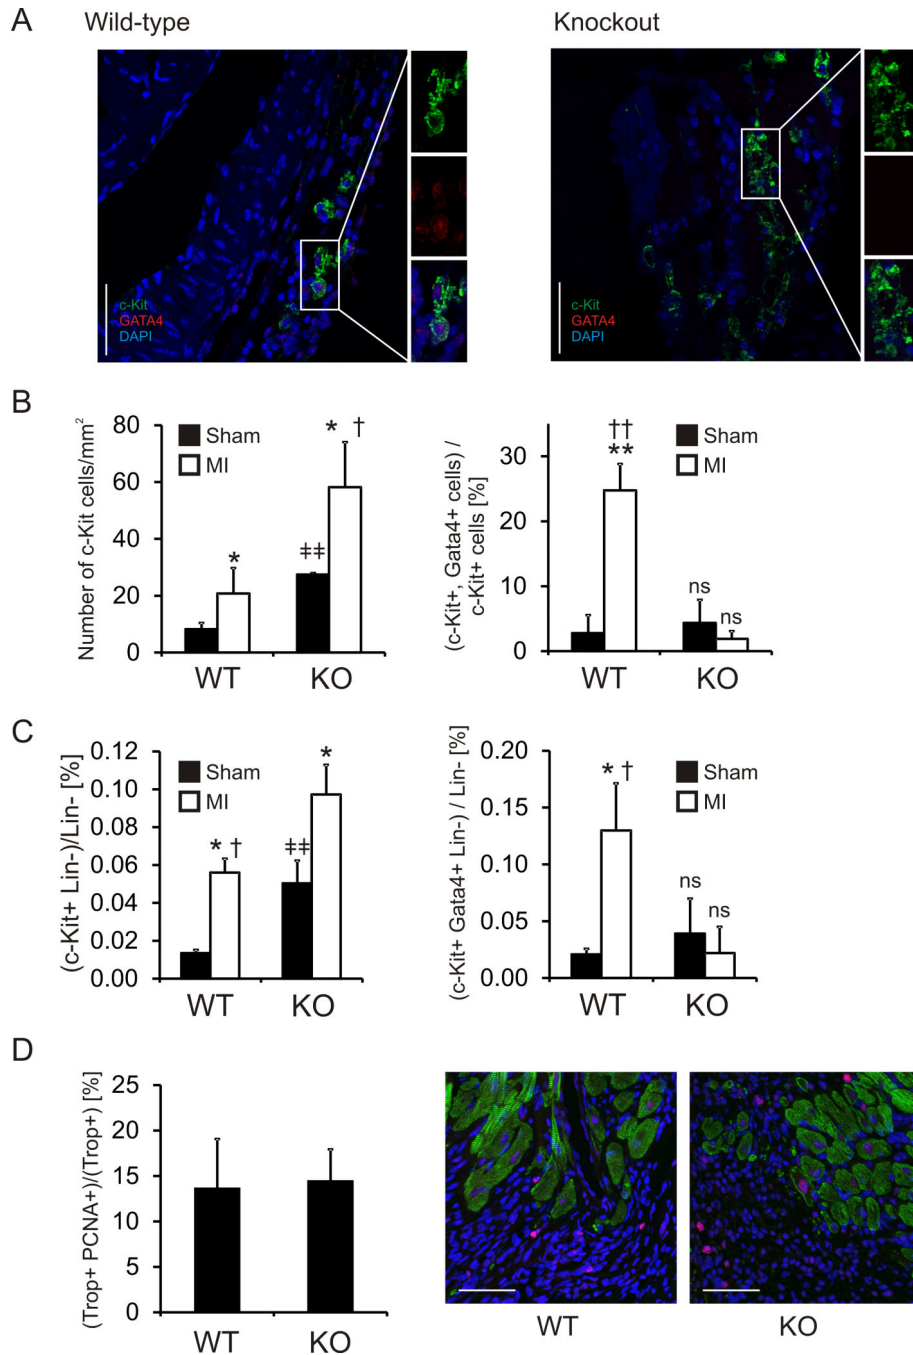 A
Wild-type
Knockout
c-Kit
GATA4
DAPI
c-Kit
GATA4
DAPI
B
Number of c-Kit cells/mm²
80
60
40
20
0
Sham
MI
*
‡‡
* †
WT
KO
(c-Kit+, Gata4+ cells) /
c-Kit+ cells [%]
30
20
10
0
Sham
MI
††
**
ns
ns
WT
KO
C
(c-Kit+ Lin-)/Lin- [%]
0.12
0.10
0.08
0.06
0.04
0.02
0.00
Sham
MI
* †
‡‡
*
WT
KO
(c-Kit+ Gata4+ Lin-) / Lin- [%]
0.20
0.15
0.10
0.05
0.00
Sham
MI
* †
ns
ns
WT
KO
D
(Trop+ PCNA+)/(Trop+) [%]
25
20
15
10
5
0
WT
KO
WT
KO